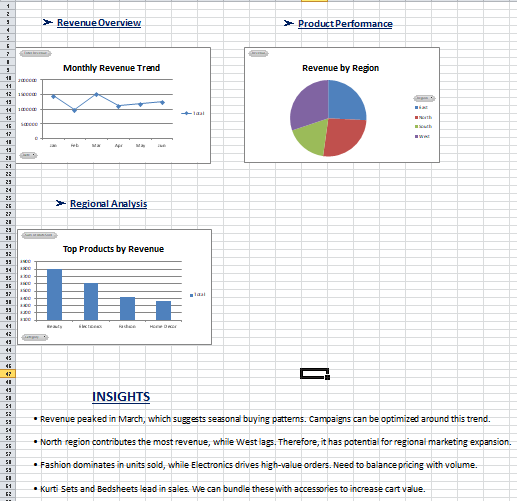 Revenue Overview
Product Performance
Monthly Revenue Trend
1500000
1000000
500000
0
Jan Feb Mar Apr May Jun
Total
Revenue by Region
Region
East
North
South
West
Regional Analysis
Top Products by Revenue
Beauty Electronics Fashion Home Decor
Total
Category
INSIGHTS
• Revenue peaked in March, which suggests seasonal buying patterns. Campaigns can be optimized around this trend.
• North region contributes the most revenue, while West lags. Therefore, it has potential for regional marketing expansion.
• Fashion dominates in units sold, while Electronics drives high-value orders. Need to balance pricing with volume.
• Kurti Sets and Bedsheets lead in sales. We can bundle these with accessories to increase cart value.